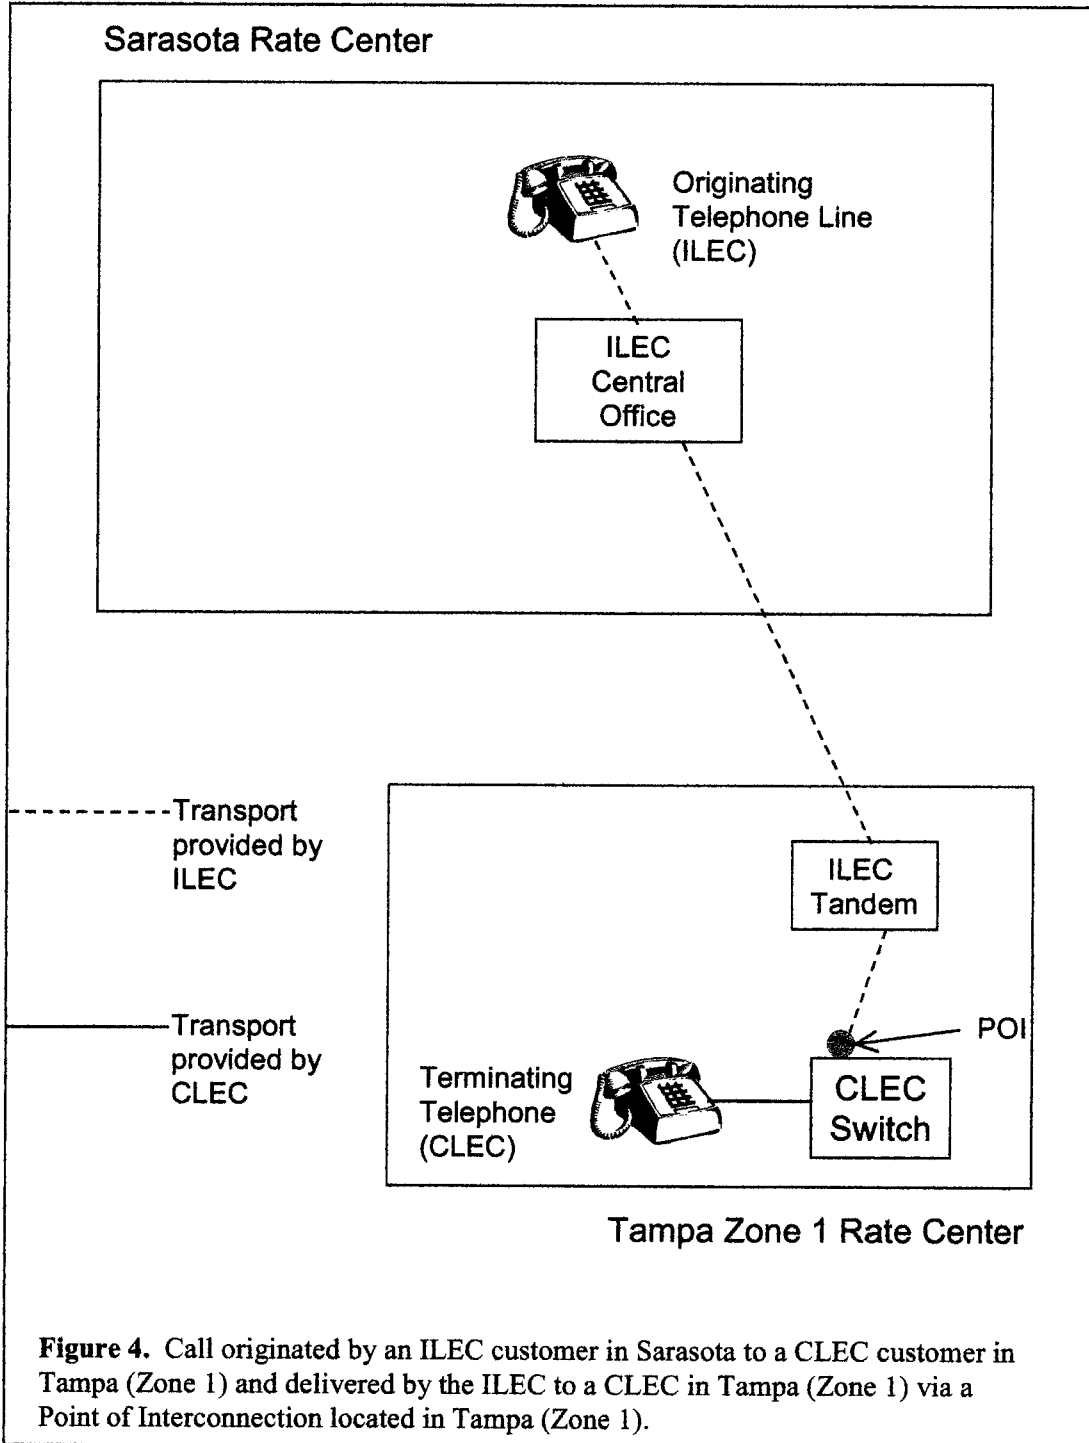 Sarasota Rate Center
Originating
Telephone Line
(ILEC)
ILEC
Central
Office
Transport
provided by
ILEC
ILEC
Tandem
POI
Transport
provided by
CLEC
Terminating
Telephone
(CLEC)
CLEC
Switch
Tampa Zone 1 Rate Center
Figure 4. Call originated by an ILEC customer in Sarasota to a CLEC customer in
Tampa (Zone 1) and delivered by the ILEC to a CLEC in Tampa (Zone 1) via a
Point of Interconnection located in Tampa (Zone 1).